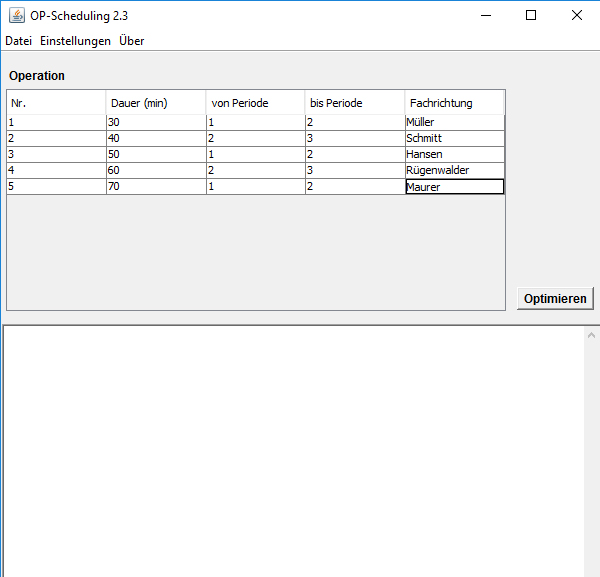 OP-Scheduling 2.3
Datei Einstellungen Über
Operation
Nr. Dauer (min) von Periode bis Periode Fachrichtung
1 30 1 2 Müller
2 40 2 3 Schmitt
3 50 1 2 Hansen
4 60 2 3 Rügenwalder
5 70 1 2 Maurer
Optimieren